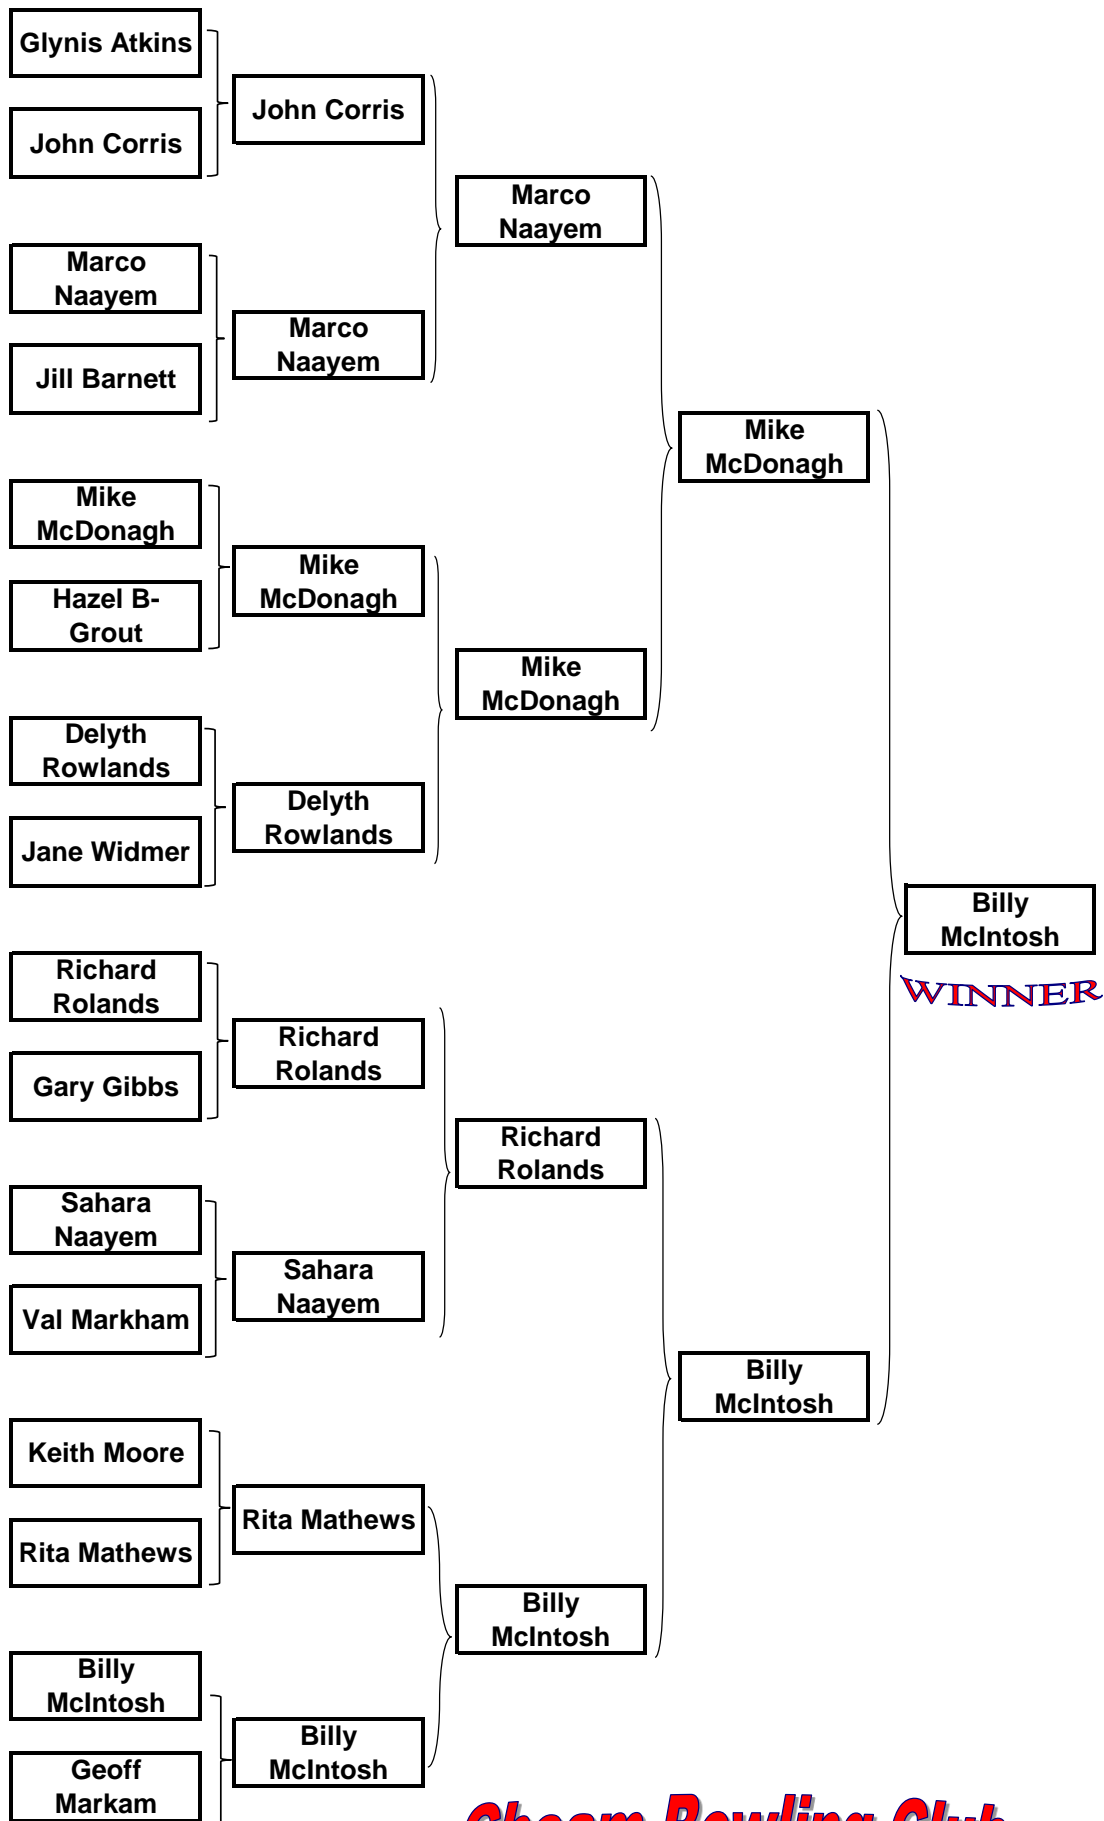 Glynis Atkins
John Corris
Marco
Naayem
Jill Barnett
Mike
McDonagh
Hazel B-
Grout
Delyth
Rowlands
Jane Widmer
Richard
Rolands
Gary Gibbs
Sahara
Naayem
Val Markham
Keith Moore
Rita Mathews
Billy
McIntosh
Geoff
Markam
John Corris
Marco
Naayem
Mike
McDonagh
Delyth
Rowlands
Richard
Rolands
Sahara
Naayem
Rita Mathews
Billy
McIntosh
Marco
Naayem
Mike
McDonagh
Richard
Rolands
Billy
McIntosh
Mike
McDonagh
Billy
McIntosh
Billy
McIntosh
WINNER
Cheam Bowling Club